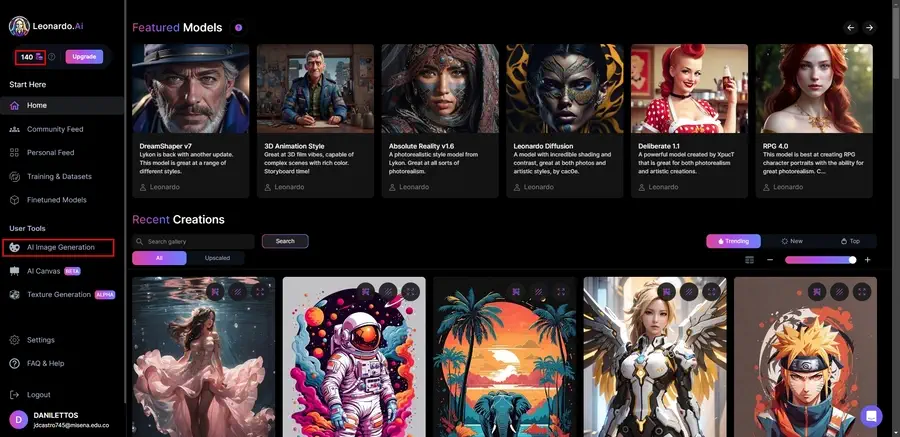 Leonardo.Ai
140
Upgrade
Start Here
Home
Community Feed
Personal Feed
Training & Datasets
Finetuned Models
User Tools
AI Image Generation
AI Canvas BETA
Texture Generation ALPHA
Settings
FAQ & Help
Logout
D
DANILETTOS
jdcastro745@misena.edu.co
Featured Models
DreamShaper v7
Lykon is back with another update.
This model is great at a range of
different styles.
Leonardo
3D Animation Style
Great at 3D film vibes, capable of
complex scenes with rich color.
Storyboard time!
Leonardo
Absolute Reality v1.6
A photorealistic style model from
Lykon. Great at all sorts of
photorealism.
Leonardo
Leonardo Diffusion
A model with incredible shading and
contrast, great at both photos and
artistic styles, by cac0e.
Leonardo
Deliberate 1.1
A powerful model created by XpucT
that is great for both photorealism
and artistic creations.
Leonardo
RPG 4.0
This model is best at creating RPG
character portraits with the ability for
great photorealism. C...
Leonardo
Recent Creations
Search gallery
Search
Trending
New
Top
All
Upscaled